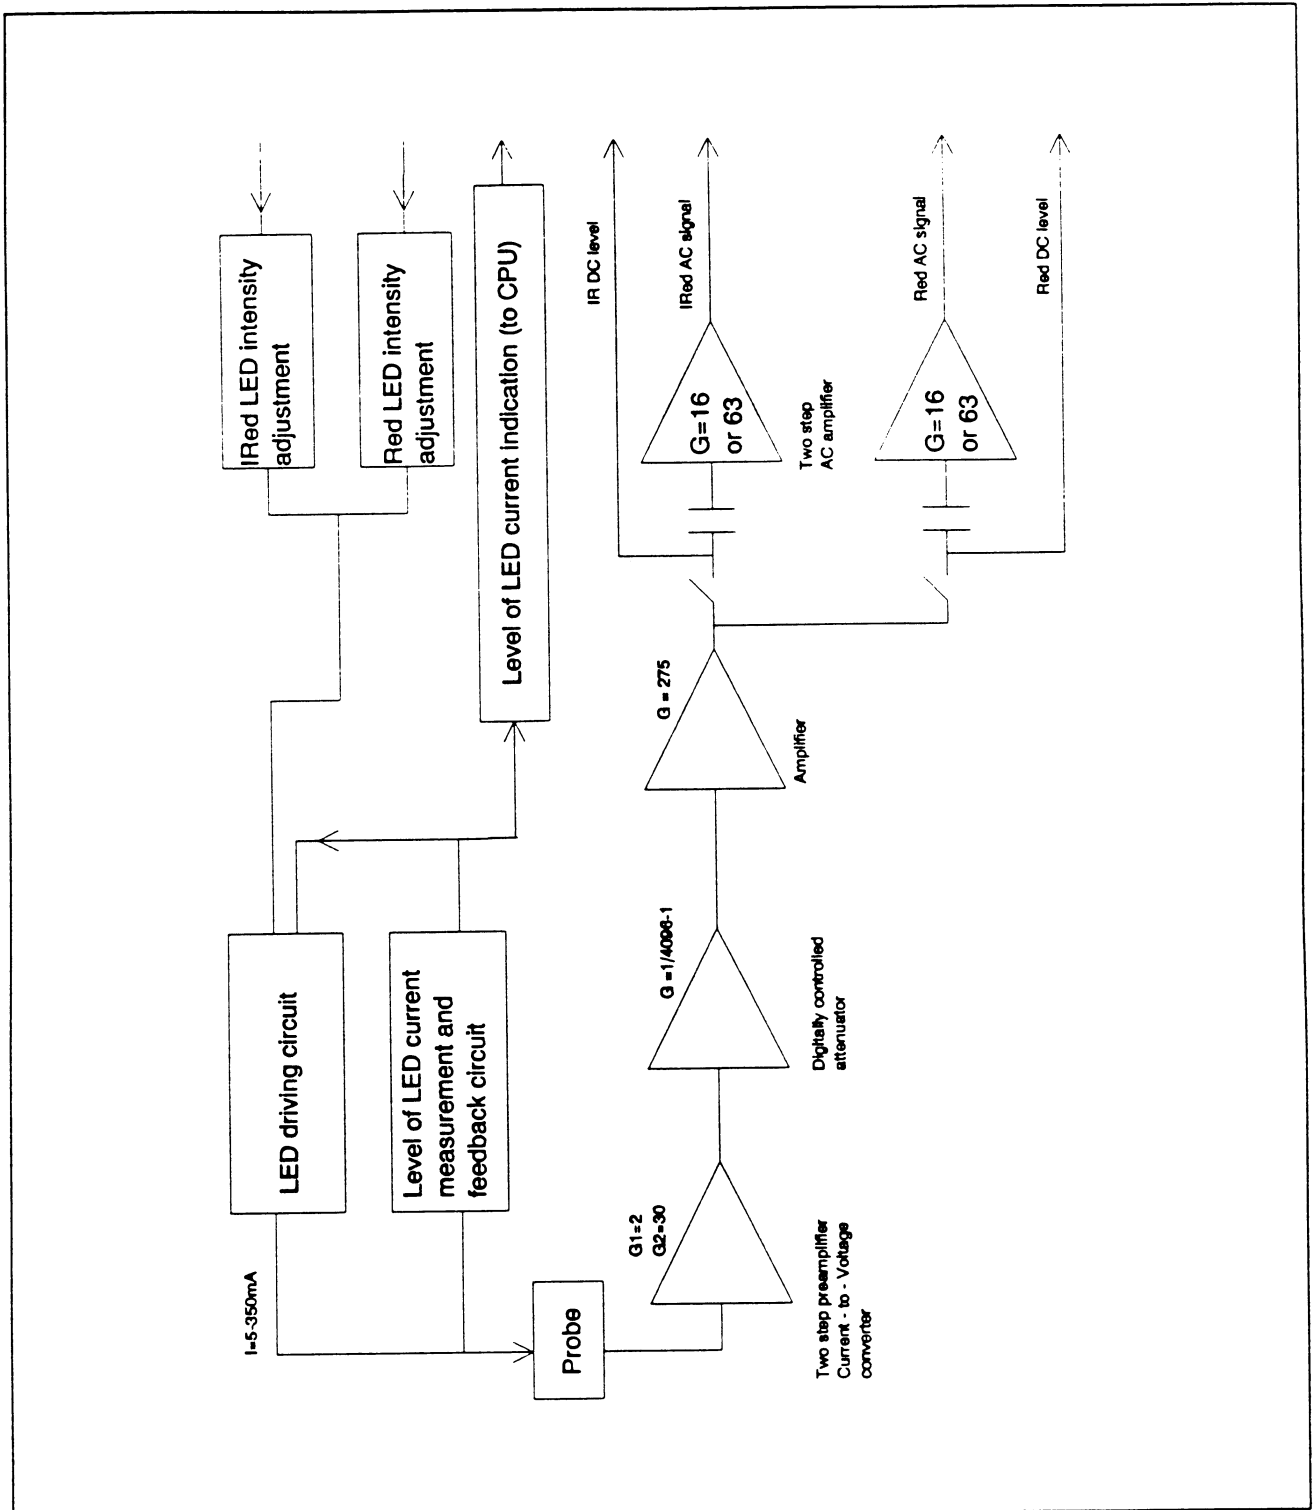 IRed LED intensity
adjustment
Red LED intensity
adjustment
Level of LED current indication (to CPU)
LED driving circuit
Level of LED current
measurement and
feedback circuit
I=5-350mA
Probe
G1=2
G2=30
Two step preamplifier
Current - to - Voltage
converter
G =1/4096-1
Digitally controlled
attenuator
G = 275
Amplifier
IR DC level
IRed AC signal
G=16
or 63
Two step
AC amplifier
Red AC signal
G=16
or 63
Red DC level